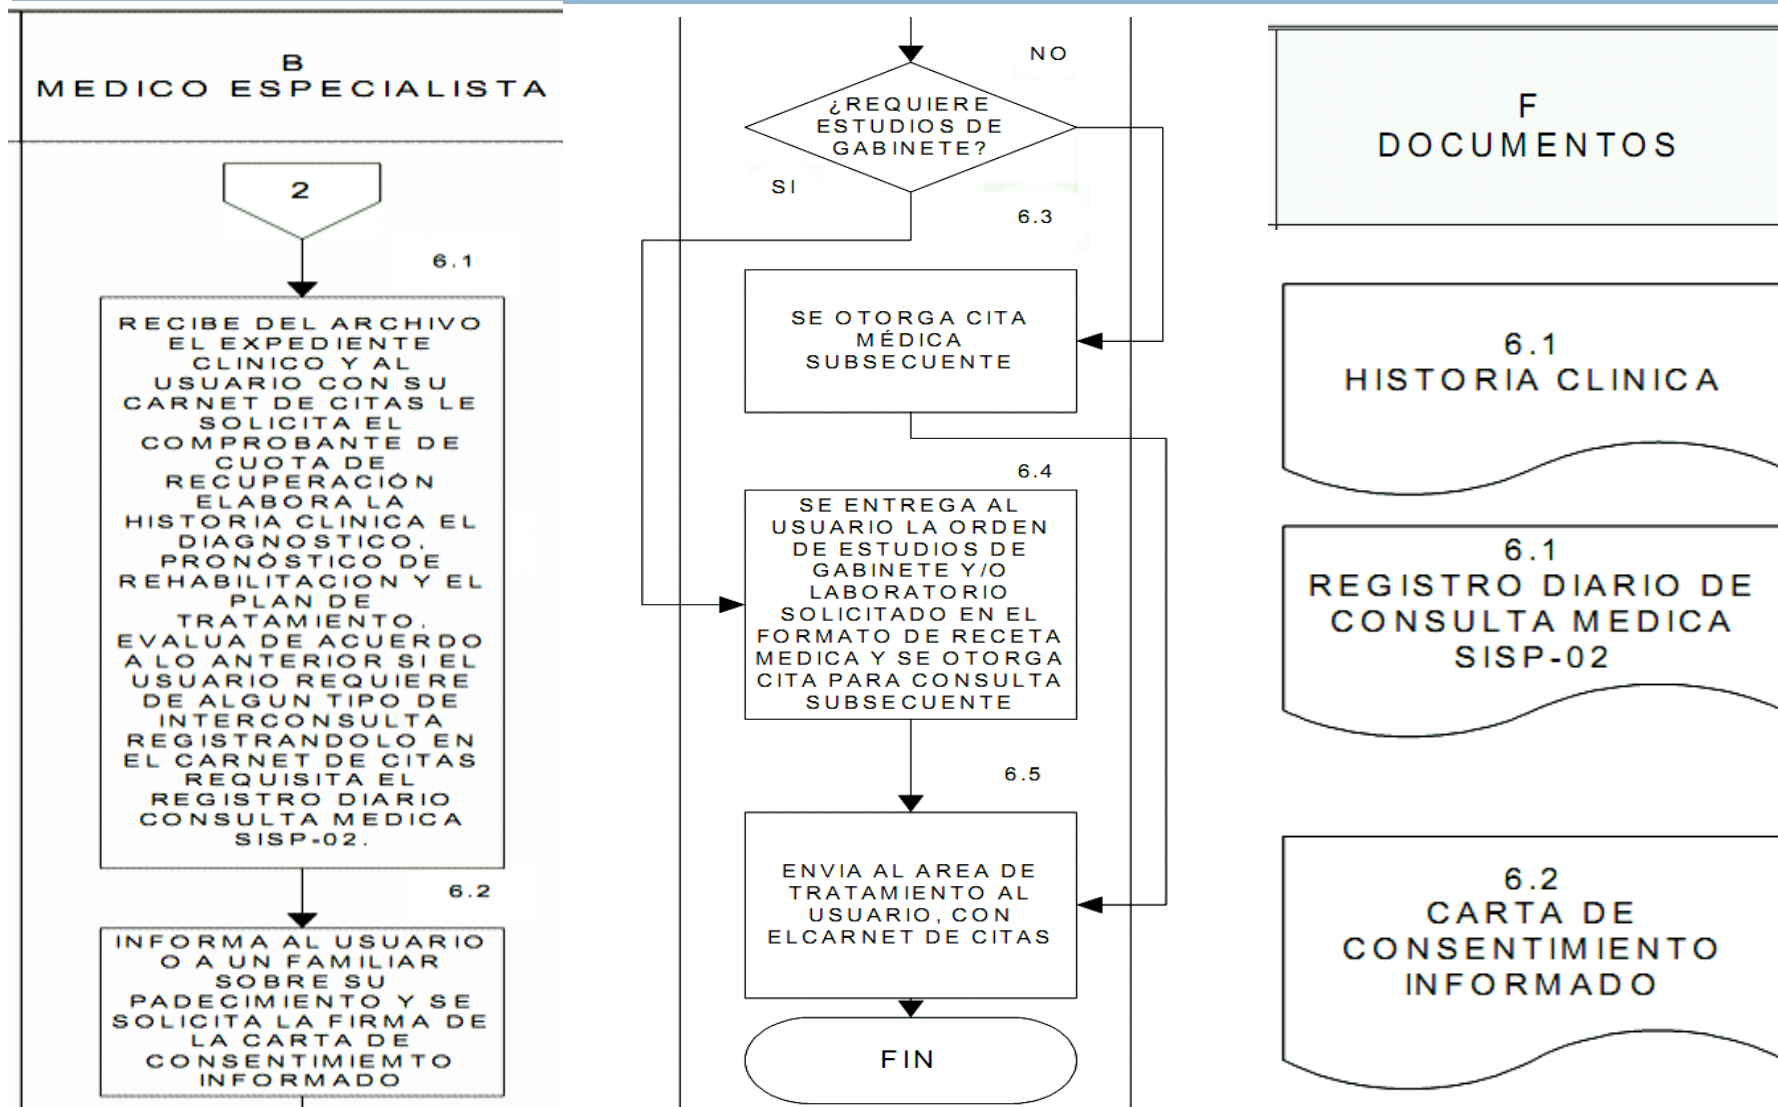 B
MEDICO ESPECIALISTA
2
6.1
RECIBE DEL ARCHIVO
EL EXPEDIENTE
CLINICO Y AL
USUARIO CON SU
CARNET DE CITAS LE
SOLICITA EL
COMPROBANTE DE
CUOTA DE
RECUPERACIÓN
ELABORA LA
HISTORIA CLINICA EL
DIAGNOSTICO,
PRONÓSTICO DE
REHABILITACION Y EL
PLAN DE
TRATAMIENTO.
EVALUA DE ACUERDO
A LO ANTERIOR SI EL
USUARIO REQUIERE
DE ALGUN TIPO DE
INTERCONSULTA
REGISTRANDOLO EN
EL CARNET DE CITAS
REQUISITA EL
REGISTRO DIARIO
CONSULTA MEDICA
SISP-02.
6.2
INFORMA AL USUARIO
O A UN FAMILIAR
SOBRE SU
PADECIMIENTO Y SE
SOLICITA LA FIRMA DE
LA CARTA DE
CONSENTIMIEMTO
INFORMADO
NO
¿REQUIERE
ESTUDIOS DE
GABINETE?
SI
6.3
SE OTORGA CITA
MÉDICA
SUBSECUENTE
6.4
SE ENTREGA AL
USUARIO LA ORDEN
DE ESTUDIOS DE
GABINETE Y/O
LABORATORIO
SOLICITADO EN EL
FORMATO DE RECETA
MEDICA Y SE OTORGA
CITA PARA CONSULTA
SUBSECUENTE
6.5
ENVIA AL AREA DE
TRATAMIENTO AL
USUARIO, CON
ELCARNET DE CITAS
FIN
F
DOCUMENTOS
6.1
HISTORIA CLINICA
6.1
REGISTRO DIARIO DE
CONSULTA MEDICA
SISP-02
6.2
CARTA DE
CONSENTIMIENTO
INFORMADO